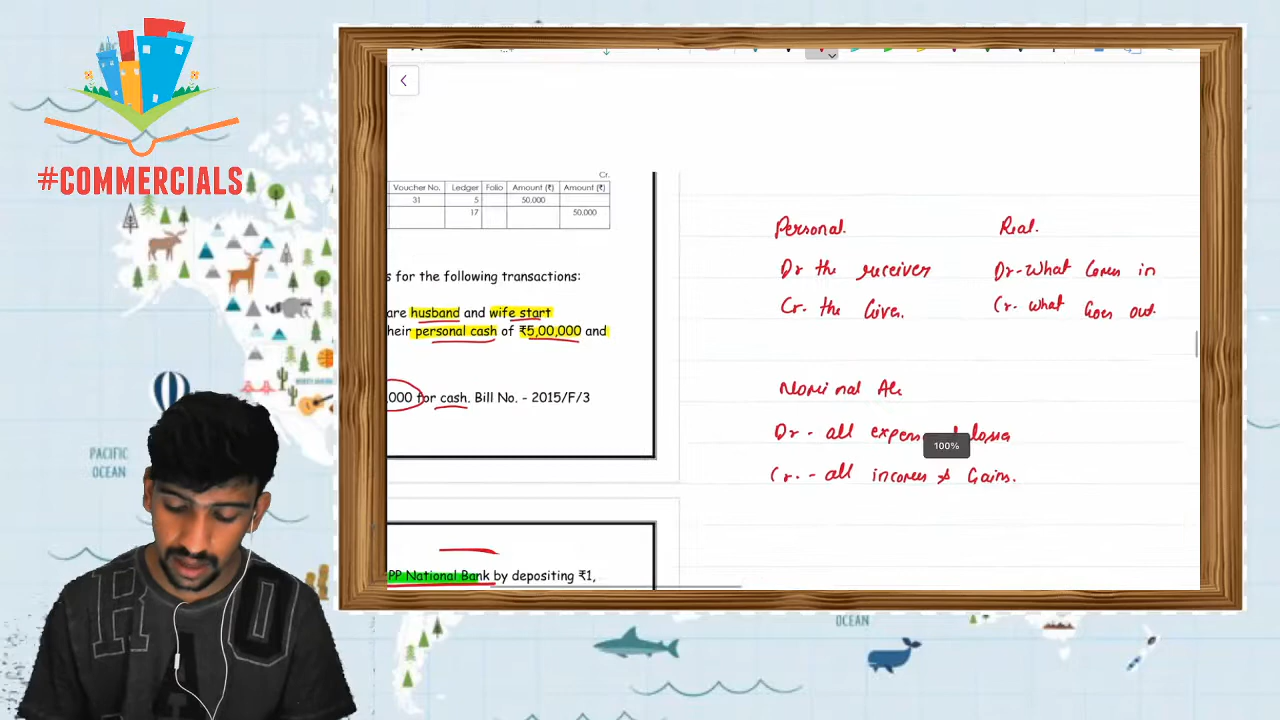 #COMMERCIALS
Cr.
Voucher No. Ledger Folio Amount (₹) Amount (₹)
31 5 50,000
17 50,000
s for the following transactions:
are husband and wife start
heir personal cash of ₹5,00,000 and
,000 for cash. Bill No. - 2015/F/3
PP National Bank by depositing ₹1,
Personal. Real.
Dr the receiver Dr - What Comes in
Cr. the Giver. Cr. what Goes out.
Nominal A/c
Dr - all expens losses
100%
Cr. - all incomes & Gains.
PACIFIC
OCEAN
OCEAN